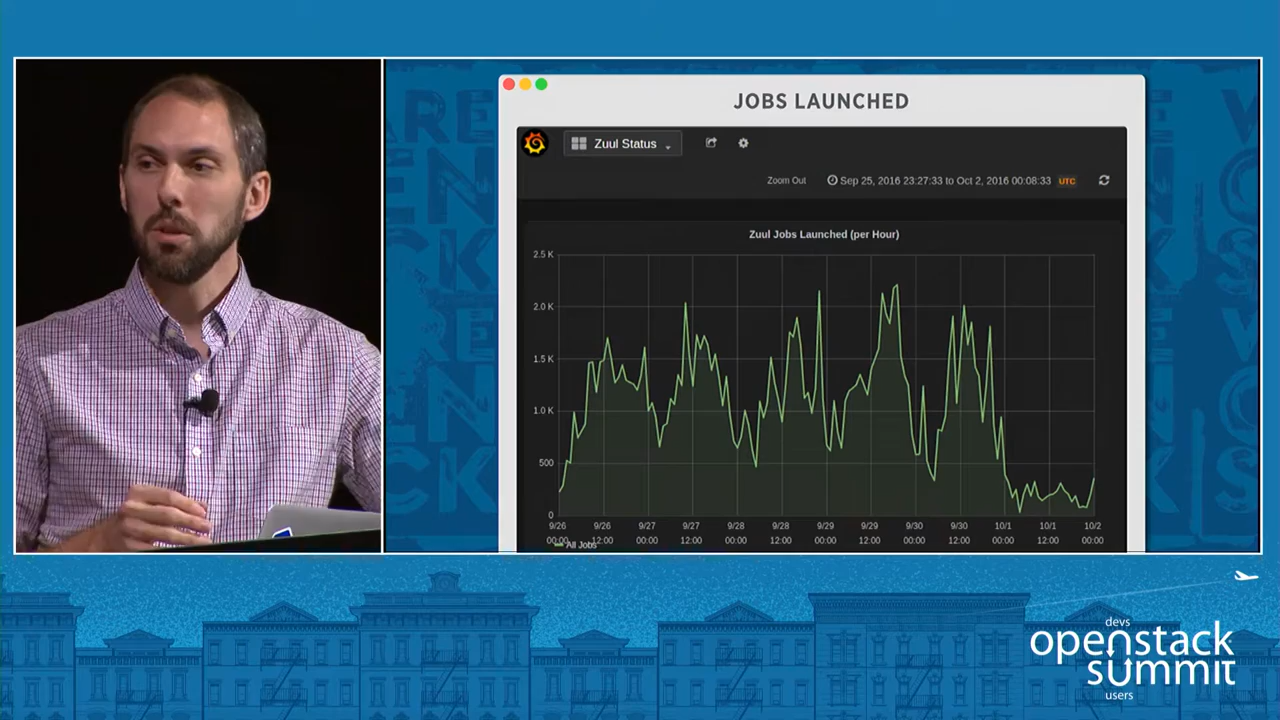 JOBS LAUNCHED
Zuul Status
Zoom Out Sep 25, 2016 23:27:33 to Oct 2, 2016 00:08:33 UTC
Zuul Jobs Launched (per Hour)
2.5 K
2.0 K
1.5 K
1.0 K
500
0
9/26 9/26 9/27 9/27 9/28 9/28 9/29 9/29 9/30 9/30 10/1 10/1 10/2
00:00 12:00 00:00 12:00 00:00 12:00 00:00 12:00 00:00 12:00 00:00 12:00 00:00
All Jobs
devs
openstack
summit
users